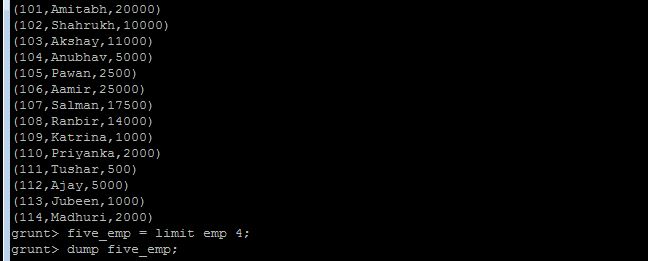 (101,Amitabh,20000)
(102,Shahrukh,10000)
(103,Akshay,11000)
(104,Anubhav,5000)
(105,Pawan,2500)
(106,Aamir,25000)
(107,Salman,17500)
(108,Ranbir,14000)
(109,Katrina,1000)
(110,Priyanka,2000)
(111,Tushar,500)
(112,Ajay,5000)
(113,Jubeen,1000)
(114,Madhuri,2000)
grunt> five_emp = limit emp 4;
grunt> dump five_emp;